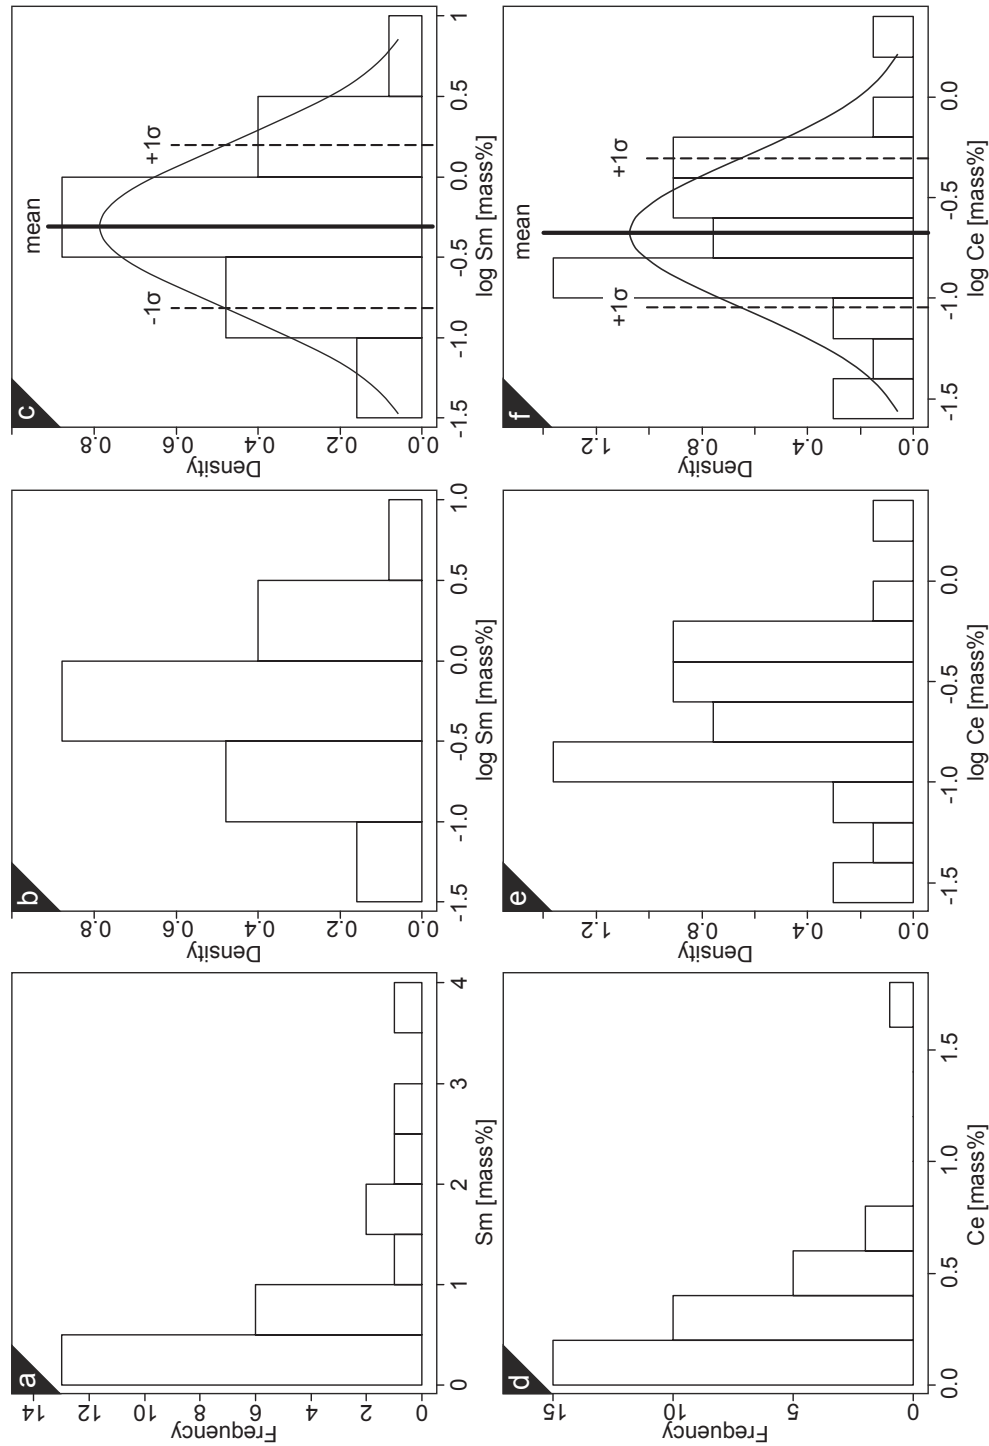 a
Frequency
14
12
10
8
6
4
2
0
0 1 2 3 4
Sm [mass%]
b
Density
0.8
0.6
0.4
0.2
0.0
-1.5 -1.0 -0.5 0.0 0.5 1.0
log Sm [mass%]
c
mean
-1σ +1σ
Density
0.8
0.6
0.4
0.2
0.0
-1.5 -1.0 -0.5 0.0 0.5 1
log Sm [mass%]
d
Frequency
15
10
5
0
0.0 0.5 1.0 1.5
Ce [mass%]
e
Density
1.2
0.8
0.4
0.0
-1.5 -1.0 -0.5 0.0
log Ce [mass%]
f
mean
+1σ +1σ
Density
1.2
0.8
0.4
0.0
-1.5 -1.0 -0.5 0.0
log Ce [mass%]